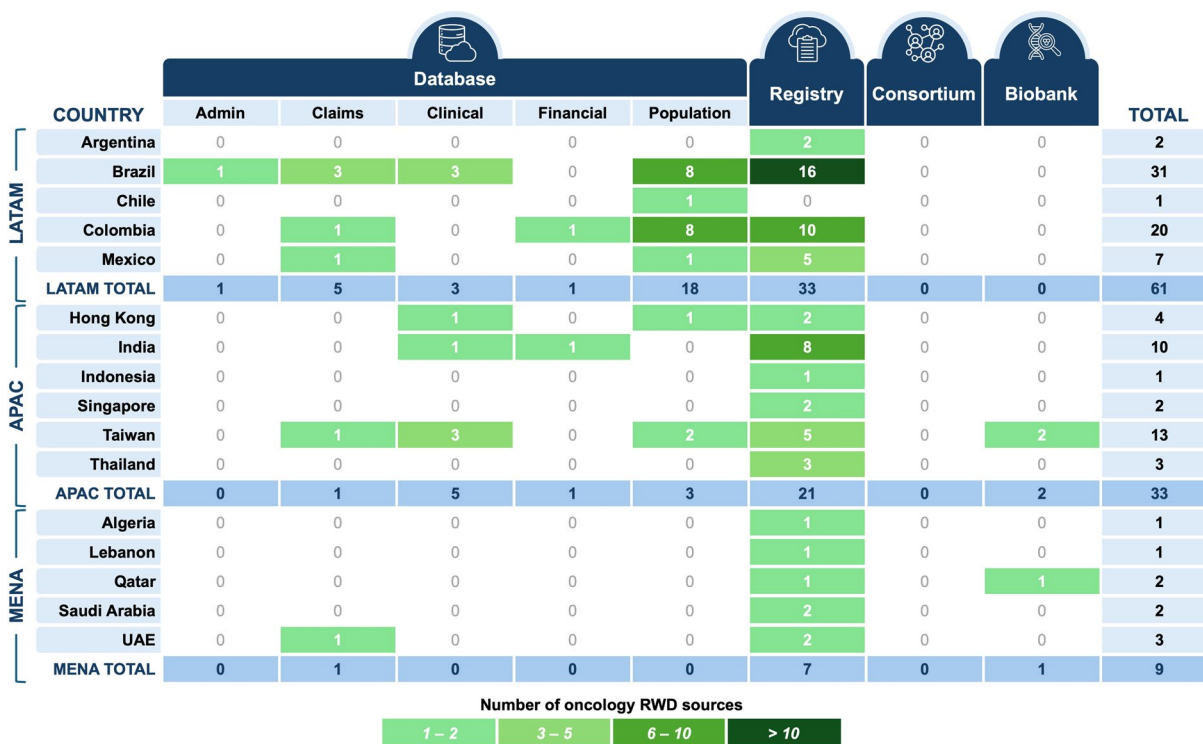 Database
Registry Consortium Biobank
COUNTRY Admin Claims Clinical Financial Population TOTAL
LATAM
Argentina 0 0 0 0 0 2 0 0 2
Brazil 1 3 3 0 8 16 0 0 31
Chile 0 0 0 0 1 0 0 0 1
Colombia 0 1 0 1 8 10 0 0 20
Mexico 0 1 0 0 1 5 0 0 7
LATAM TOTAL 1 5 3 1 18 33 0 0 61
APAC
Hong Kong 0 0 1 0 1 2 0 0 4
India 0 0 1 1 0 8 0 0 10
Indonesia 0 0 0 0 0 1 0 0 1
Singapore 0 0 0 0 0 2 0 0 2
Taiwan 0 1 3 0 2 5 0 2 13
Thailand 0 0 0 0 0 3 0 0 3
APAC TOTAL 0 1 5 1 3 21 0 2 33
MENA
Algeria 0 0 0 0 0 1 0 0 1
Lebanon 0 0 0 0 0 1 0 0 1
Qatar 0 0 0 0 0 1 0 1 2
Saudi Arabia 0 0 0 0 0 2 0 0 2
UAE 0 1 0 0 0 2 0 0 3
MENA TOTAL 0 1 0 0 0 7 0 1 9
Number of oncology RWD sources
1 – 2 3 – 5 6 – 10 > 10